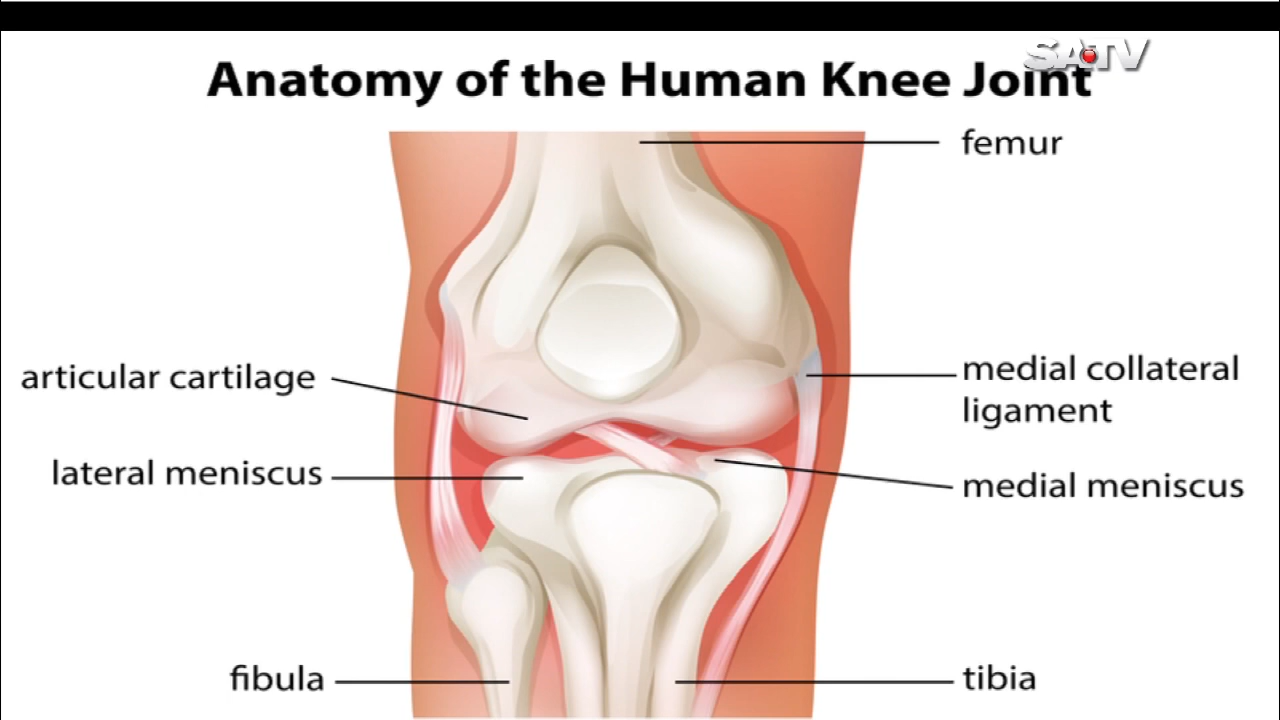 SATV
Anatomy of the Human Knee Joint
femur
articular cartilage
medial collateral
ligament
lateral meniscus
medial meniscus
fibula
tibia